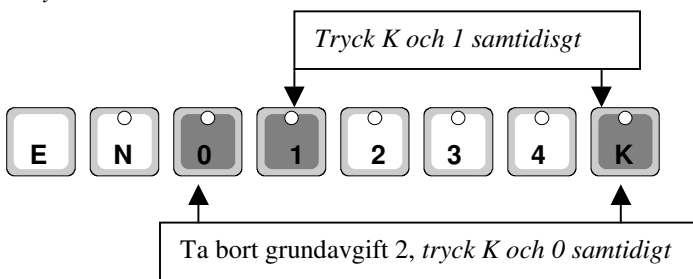 Tryck K och 1 samtidisgt
E N 0 1 2 3 4 K
Ta bort grundavgift 2, tryck K och 0 samtidigt